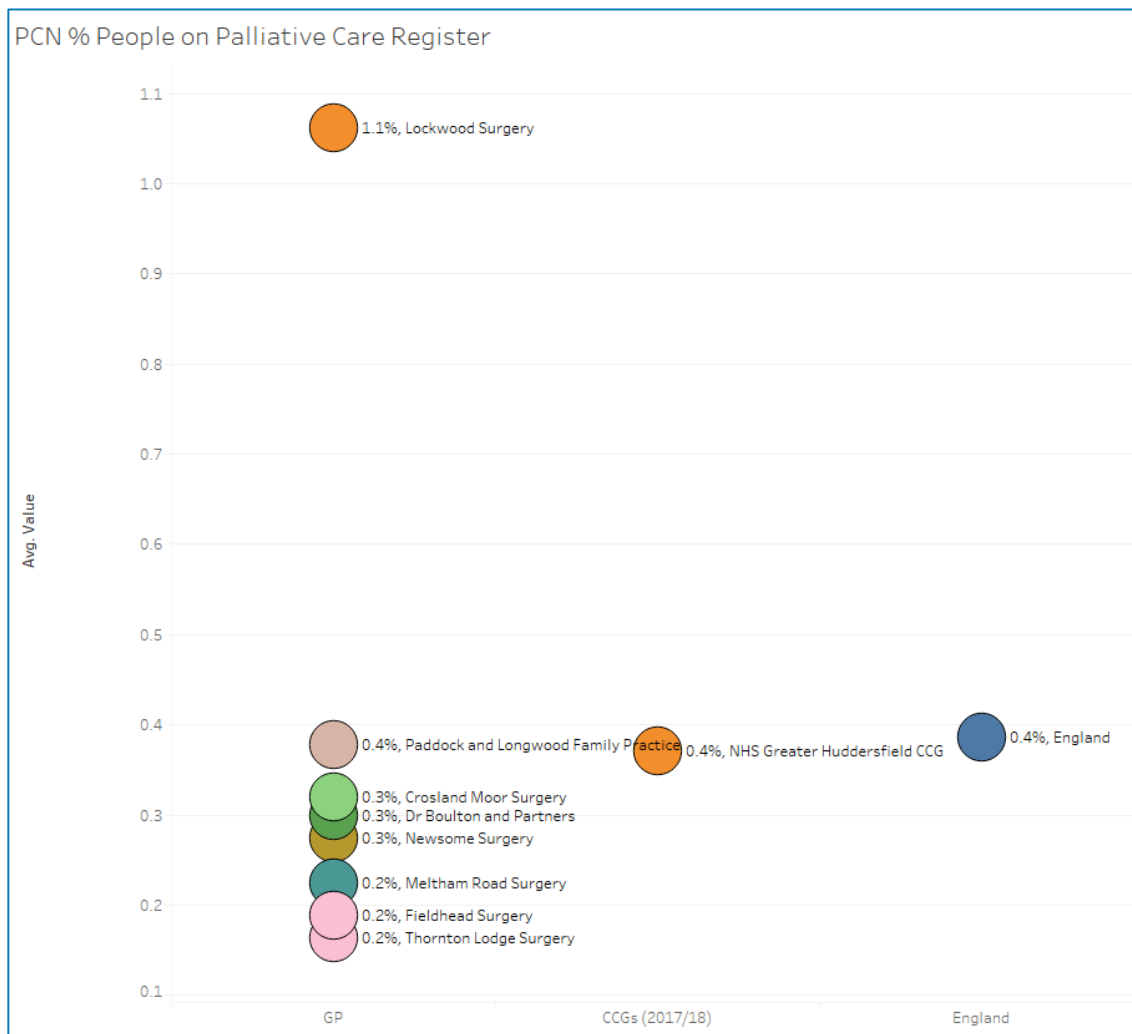 PCN % People on Palliative Care Register
Avg. Value
1.1
1.0
0.9
0.8
0.7
0.6
0.5
0.4
0.3
0.2
0.1
1.1%, Lockwood Surgery
0.4%, Paddock and Longwood Family Practice
0.4%, NHS Greater Huddersfield CCG
0.4%, England
0.3%, Crosland Moor Surgery
0.3%, Dr Boulton and Partners
0.3%, Newsome Surgery
0.2%, Meltham Road Surgery
0.2%, Fieldhead Surgery
0.2%, Thornton Lodge Surgery
GP
CCGs (2017/18)
England